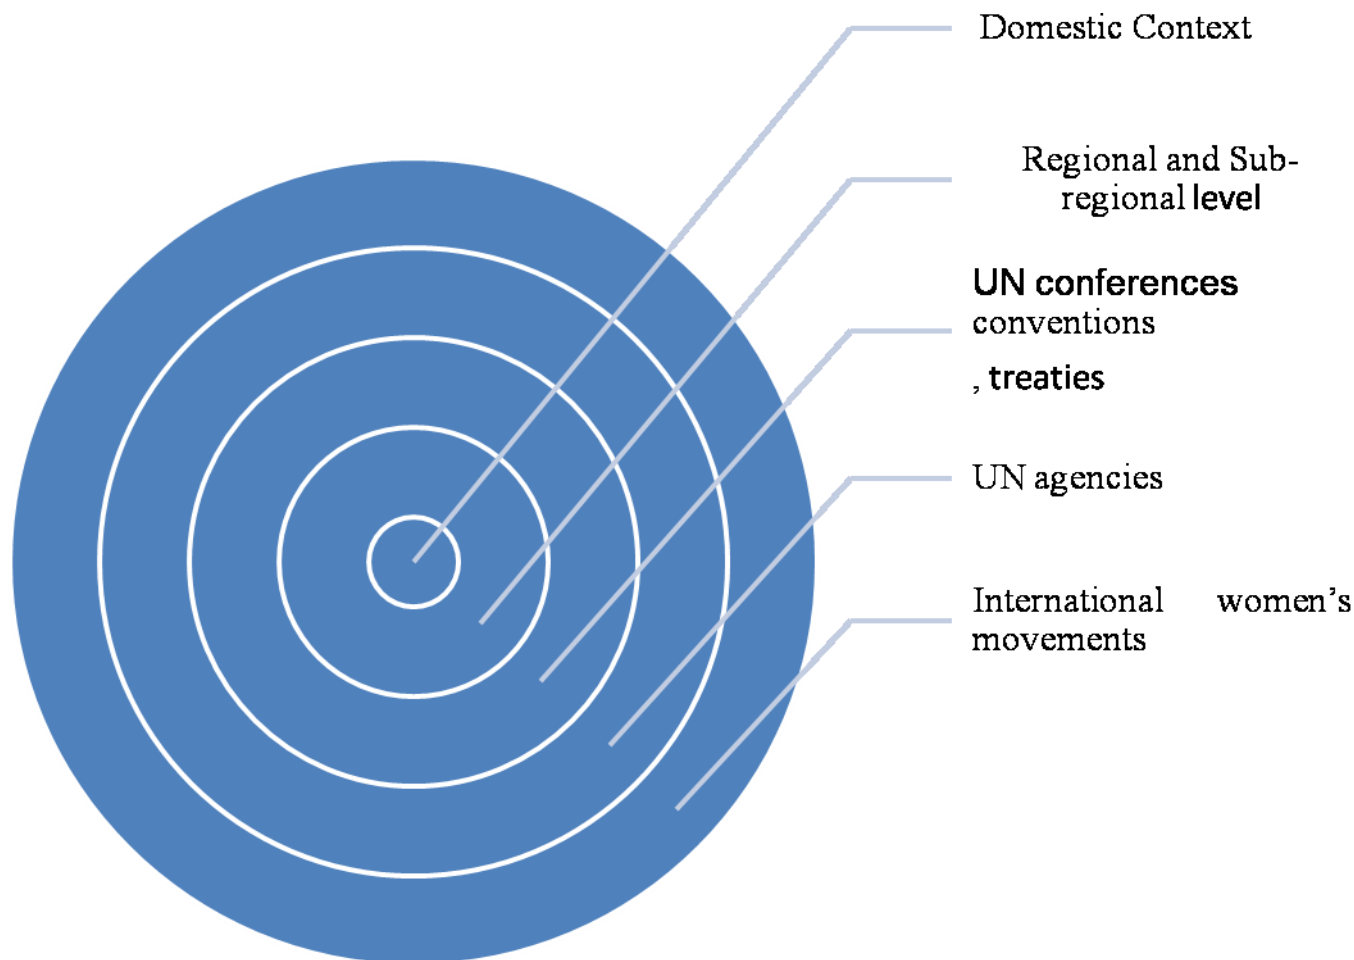 Domestic Context
Regional and Sub-
regional level
UN conferences
conventions
, treaties
UN agencies
International women’s
movements